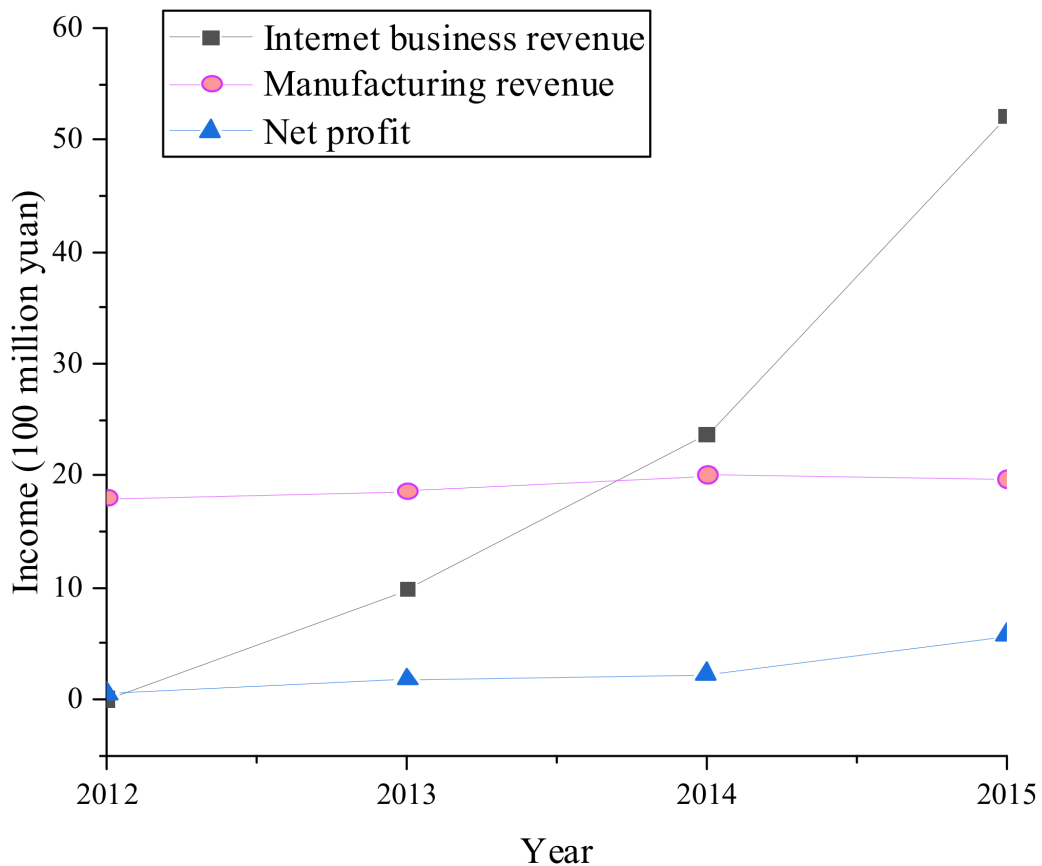 Internet business revenue
Manufacturing revenue
Net profit
60
50
40
30
20
10
0
Income (100 million yuan)
2012 2013 2014 2015
Year